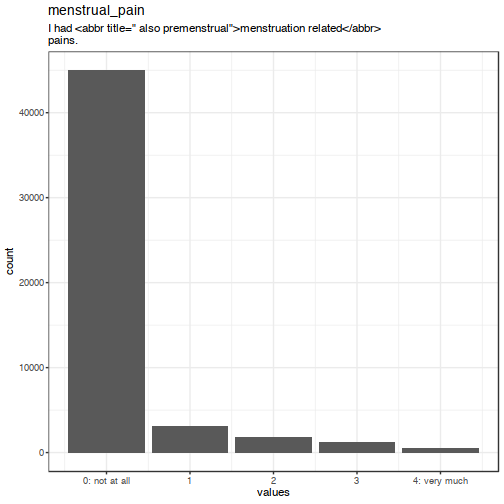 menstrual_pain
I had <abbr title=" also premenstrual">menstruation related</abbr>
pains.
40000
30000
20000
10000
0
count
0: not at all
1
2
3
4: very much
values